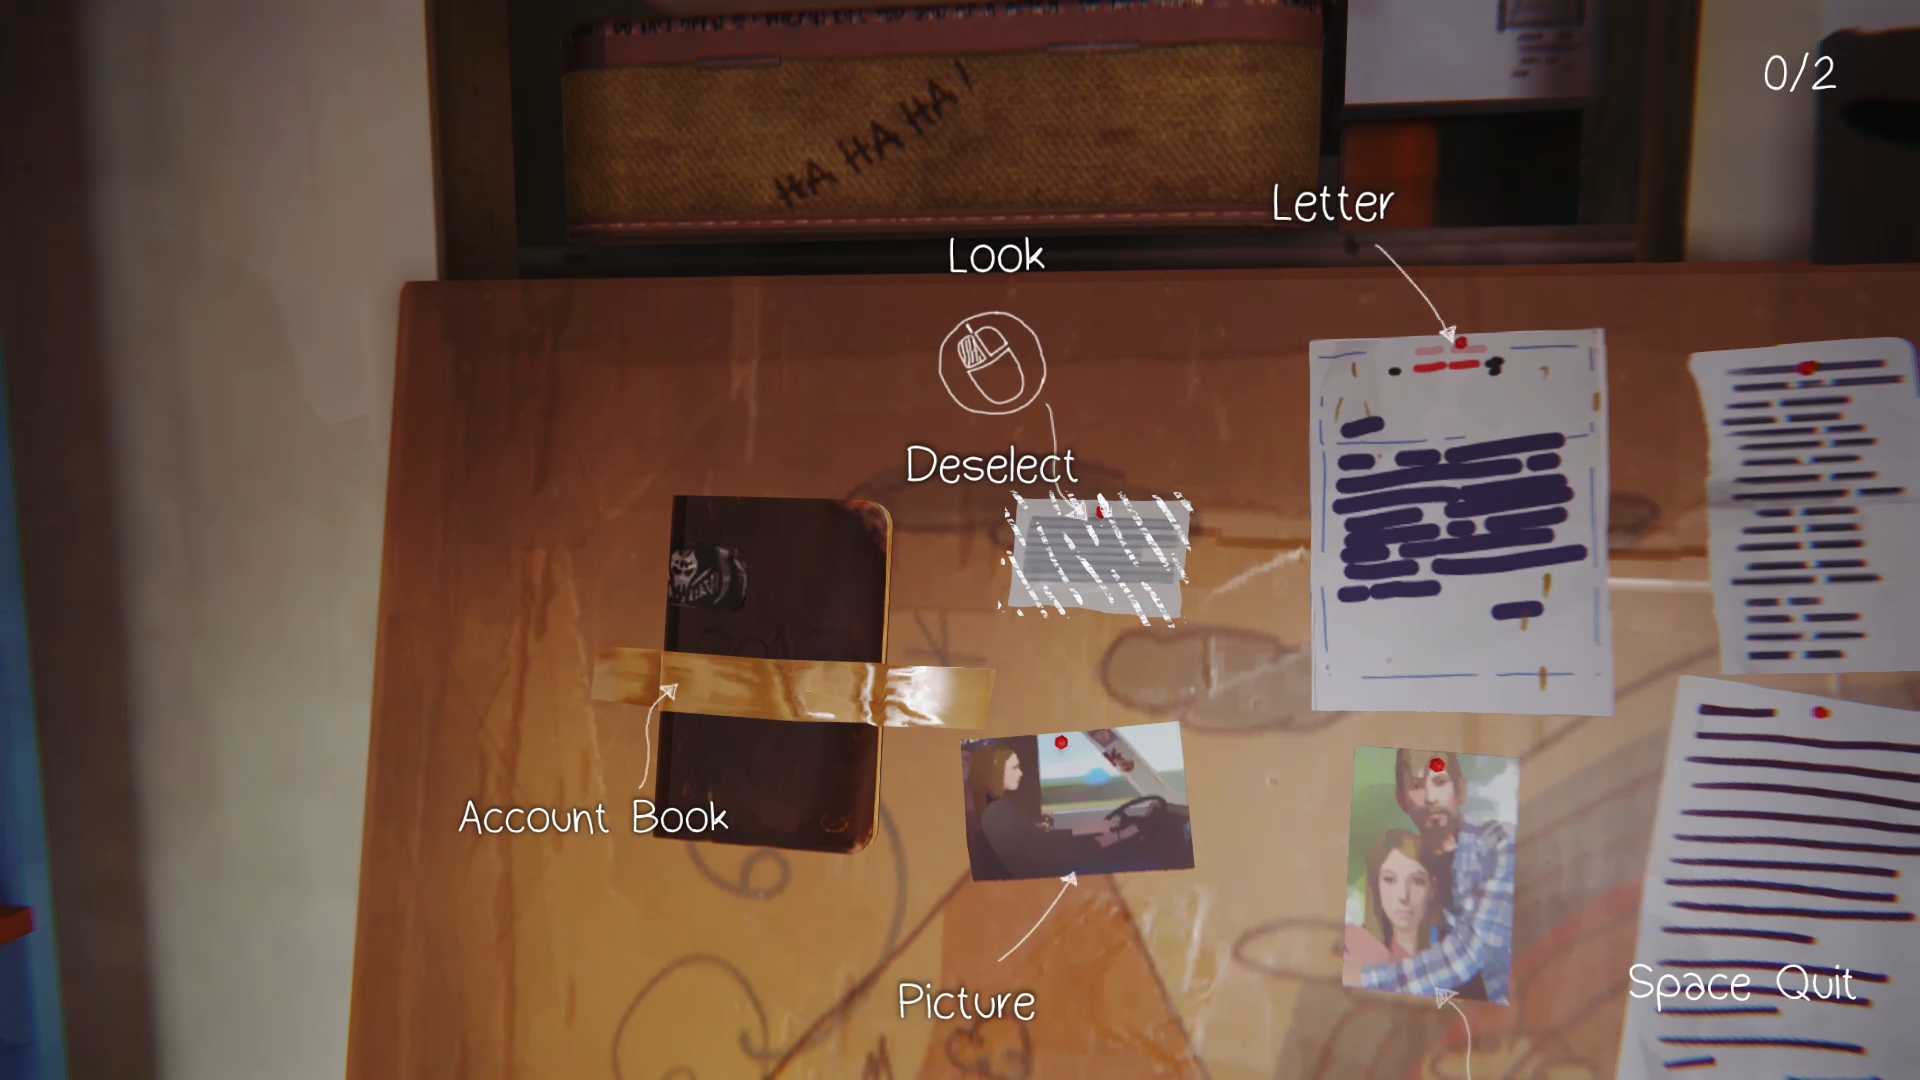 0/2
HA HA HA !
Letter
Look
Deselect
Account Book
Picture
Space Quit